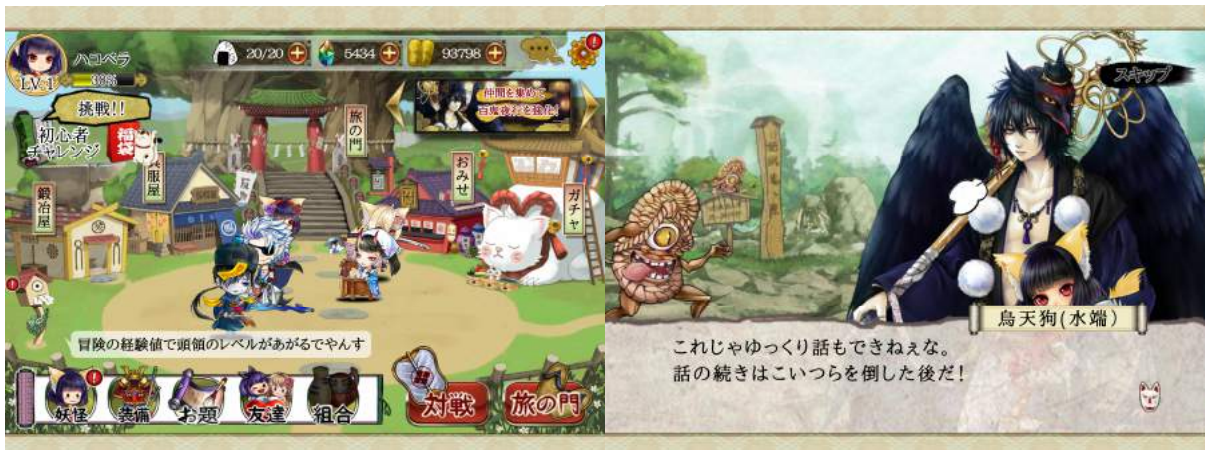 ハコベラ
LV.1
38%
20/20
5434
93798
挑戦!!
初心者
チャレンジ
福袋
仲間を集めて
百鬼夜行を強化!
旅の門
呉服屋
鍛冶屋
おみせ
ガチャ
冒険の経験値で頭領のレベルがあがるでやんす
妖怪
装備
お題
友達
組合
対戦
旅の門
スキップ
烏天狗(水端)
これじゃゆっくり話もできねぇな。
話の続きはこいつらを倒した後だ!